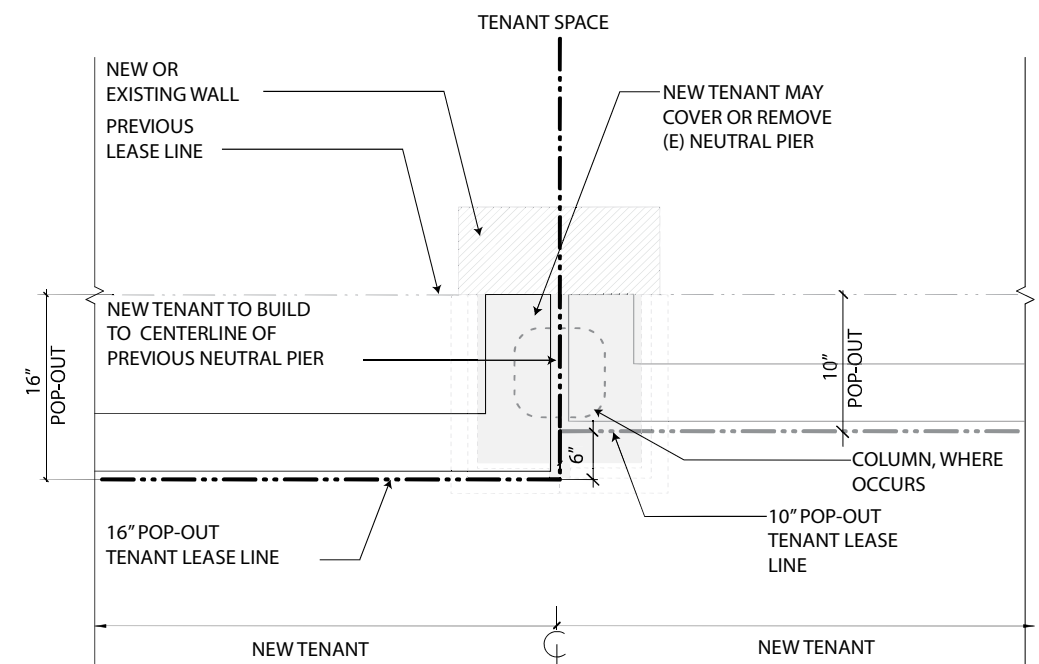 TENANT SPACE
NEW OR
EXISTING WALL
PREVIOUS
LEASE LINE
NEW TENANT MAY
COVER OR REMOVE
(E) NEUTRAL PIER
NEW TENANT TO BUILD
TO CENTERLINE OF
PREVIOUS NEUTRAL PIER
16”
POP-OUT
10”
POP-OUT
6”
COLUMN, WHERE
OCCURS
16” POP-OUT
TENANT LEASE LINE
10” POP-OUT
TENANT LEASE
LINE
NEW TENANT
NEW TENANT